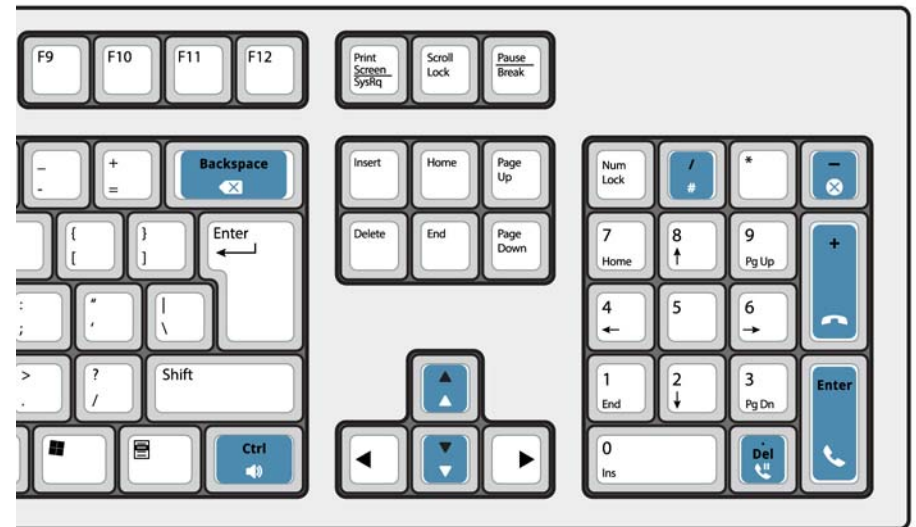 F9 F10 F11 F12 Print Scroll Pause
Screen Lock Break
SysRq
_ + Backspace Insert Home Page Num / * −
- = Up Lock #
{ } Enter Delete End Page 7 8 9 +
[ ] Down Home Pg Up
: " | 4 5 6
; ' \
> ? Shift 1 2 3 Enter
. / End Pg Dn
Ctrl 0 . Del
Ins